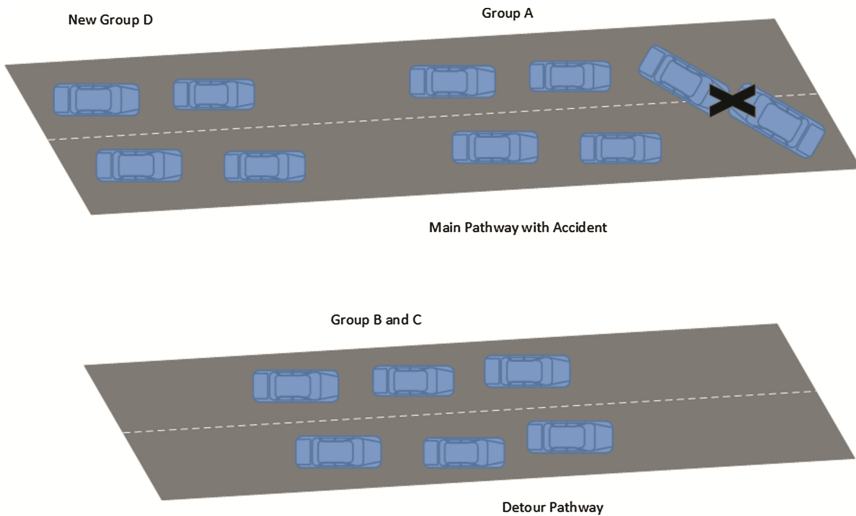 New Group D
Group A
Main Pathway with Accident
Group B and C
Detour Pathway